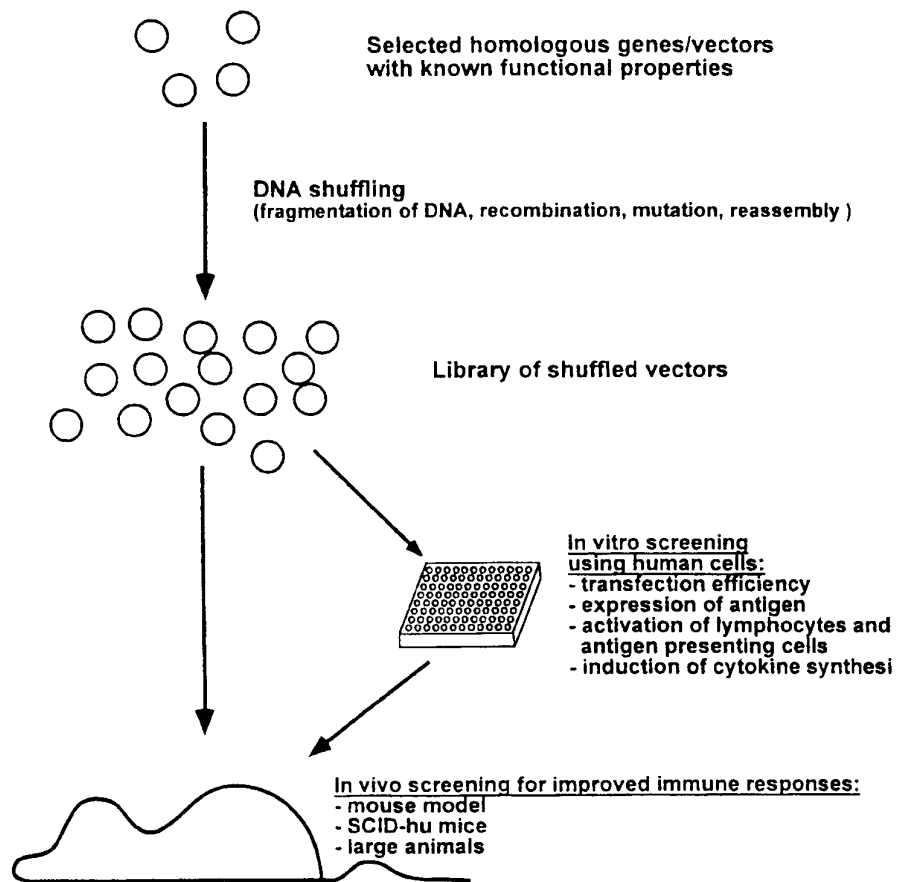 Selected homologous genes/vectors
with known functional properties
DNA shuffling
(fragmentation of DNA, recombination, mutation, reassembly )
Library of shuffled vectors
In vitro screening
using human cells:
- transfection efficiency
- expression of antigen
- activation of lymphocytes and
antigen presenting cells
- induction of cytokine synthesi
In vivo screening for improved immune responses:
- mouse model
- SCID-hu mice
- large animals